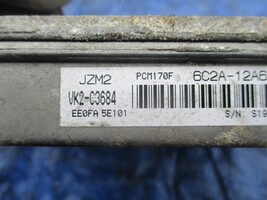 JZM2 PCM170F 6C2A-12A6
VK2-C3684
EE0FA 5E101 S/N: S19